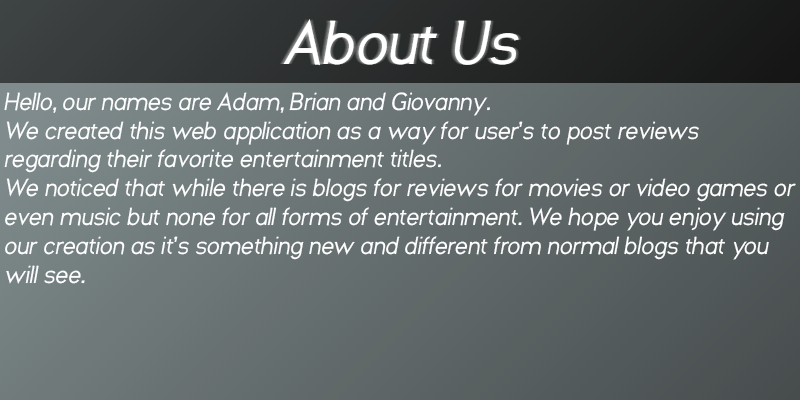 About Us
Hello, our names are Adam, Brian and Giovanny.
We created this web application as a way for user's to post reviews
regarding their favorite entertainment titles.
We noticed that while there is blogs for reviews for movies or video games or
even music but none for all forms of entertainment. We hope you enjoy using
our creation as it's something new and different from normal blogs that you
will see.